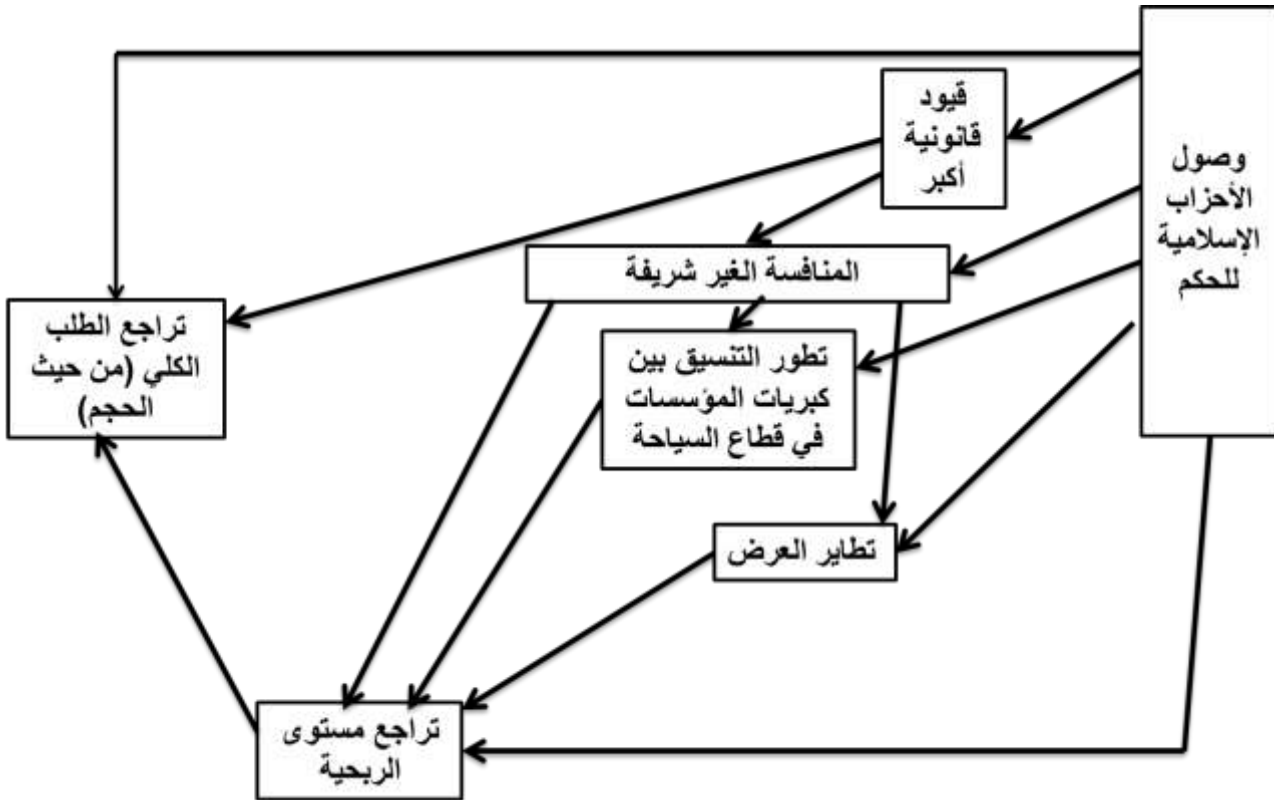 وصول
الأحزاب
الإسلامية
للحكم
قيود
قانونية
أكبر
المنافسة الغير شريفة
تطور التنسيق بين
كبريات المؤسسات
في قطاع السياحة
تراجع الطلب
الكلي (من حيث
الحجم)
تطاير العرض
تراجع مستوى
الربحية